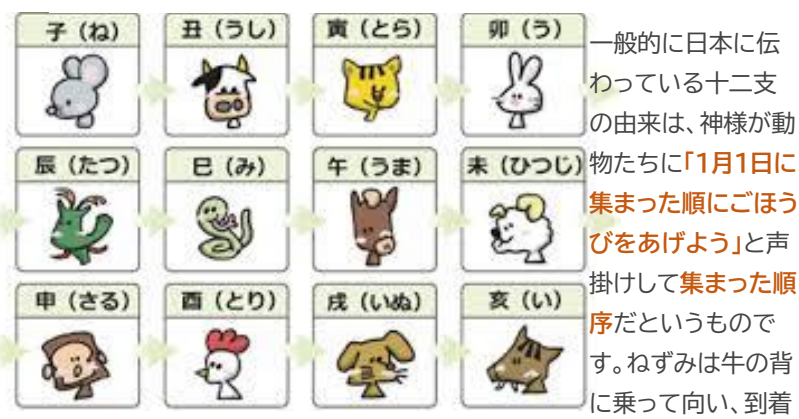 子（ね）
丑（うし）
寅（とら）
卯（う）
辰（たつ）
巳（み）
午（うま）
未（ひつじ）
申（さる）
酉（とり）
戌（いぬ）
亥（い）
一般的に日本に伝
わっている十二支
の由来は、神様が動
物たちに「1月1日に
集まった順にごほう
びをあげよう」と声
掛けして集まった順
序だというもので
す。ねずみは牛の背
に乗って向い、到着